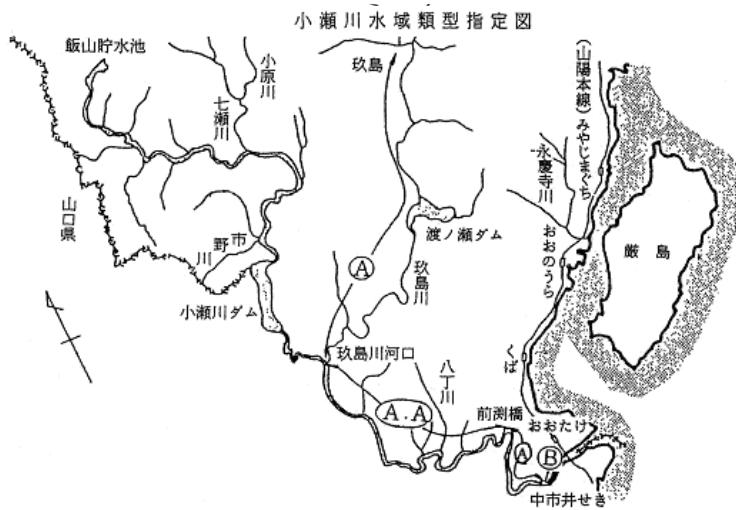 小瀬川水域類型指定図
飯山貯水池
小原川
七瀬川
玖島
(山陽本線)みやじまぐち
永慶寺川
おおのうら
厳島
山口県
渡ノ瀬ダム
市野川
A
玖島川
小瀬川ダム
玖島川河口
八丁川
くば
A.A
前渕橋
おおたけ
A
B
中市井せき